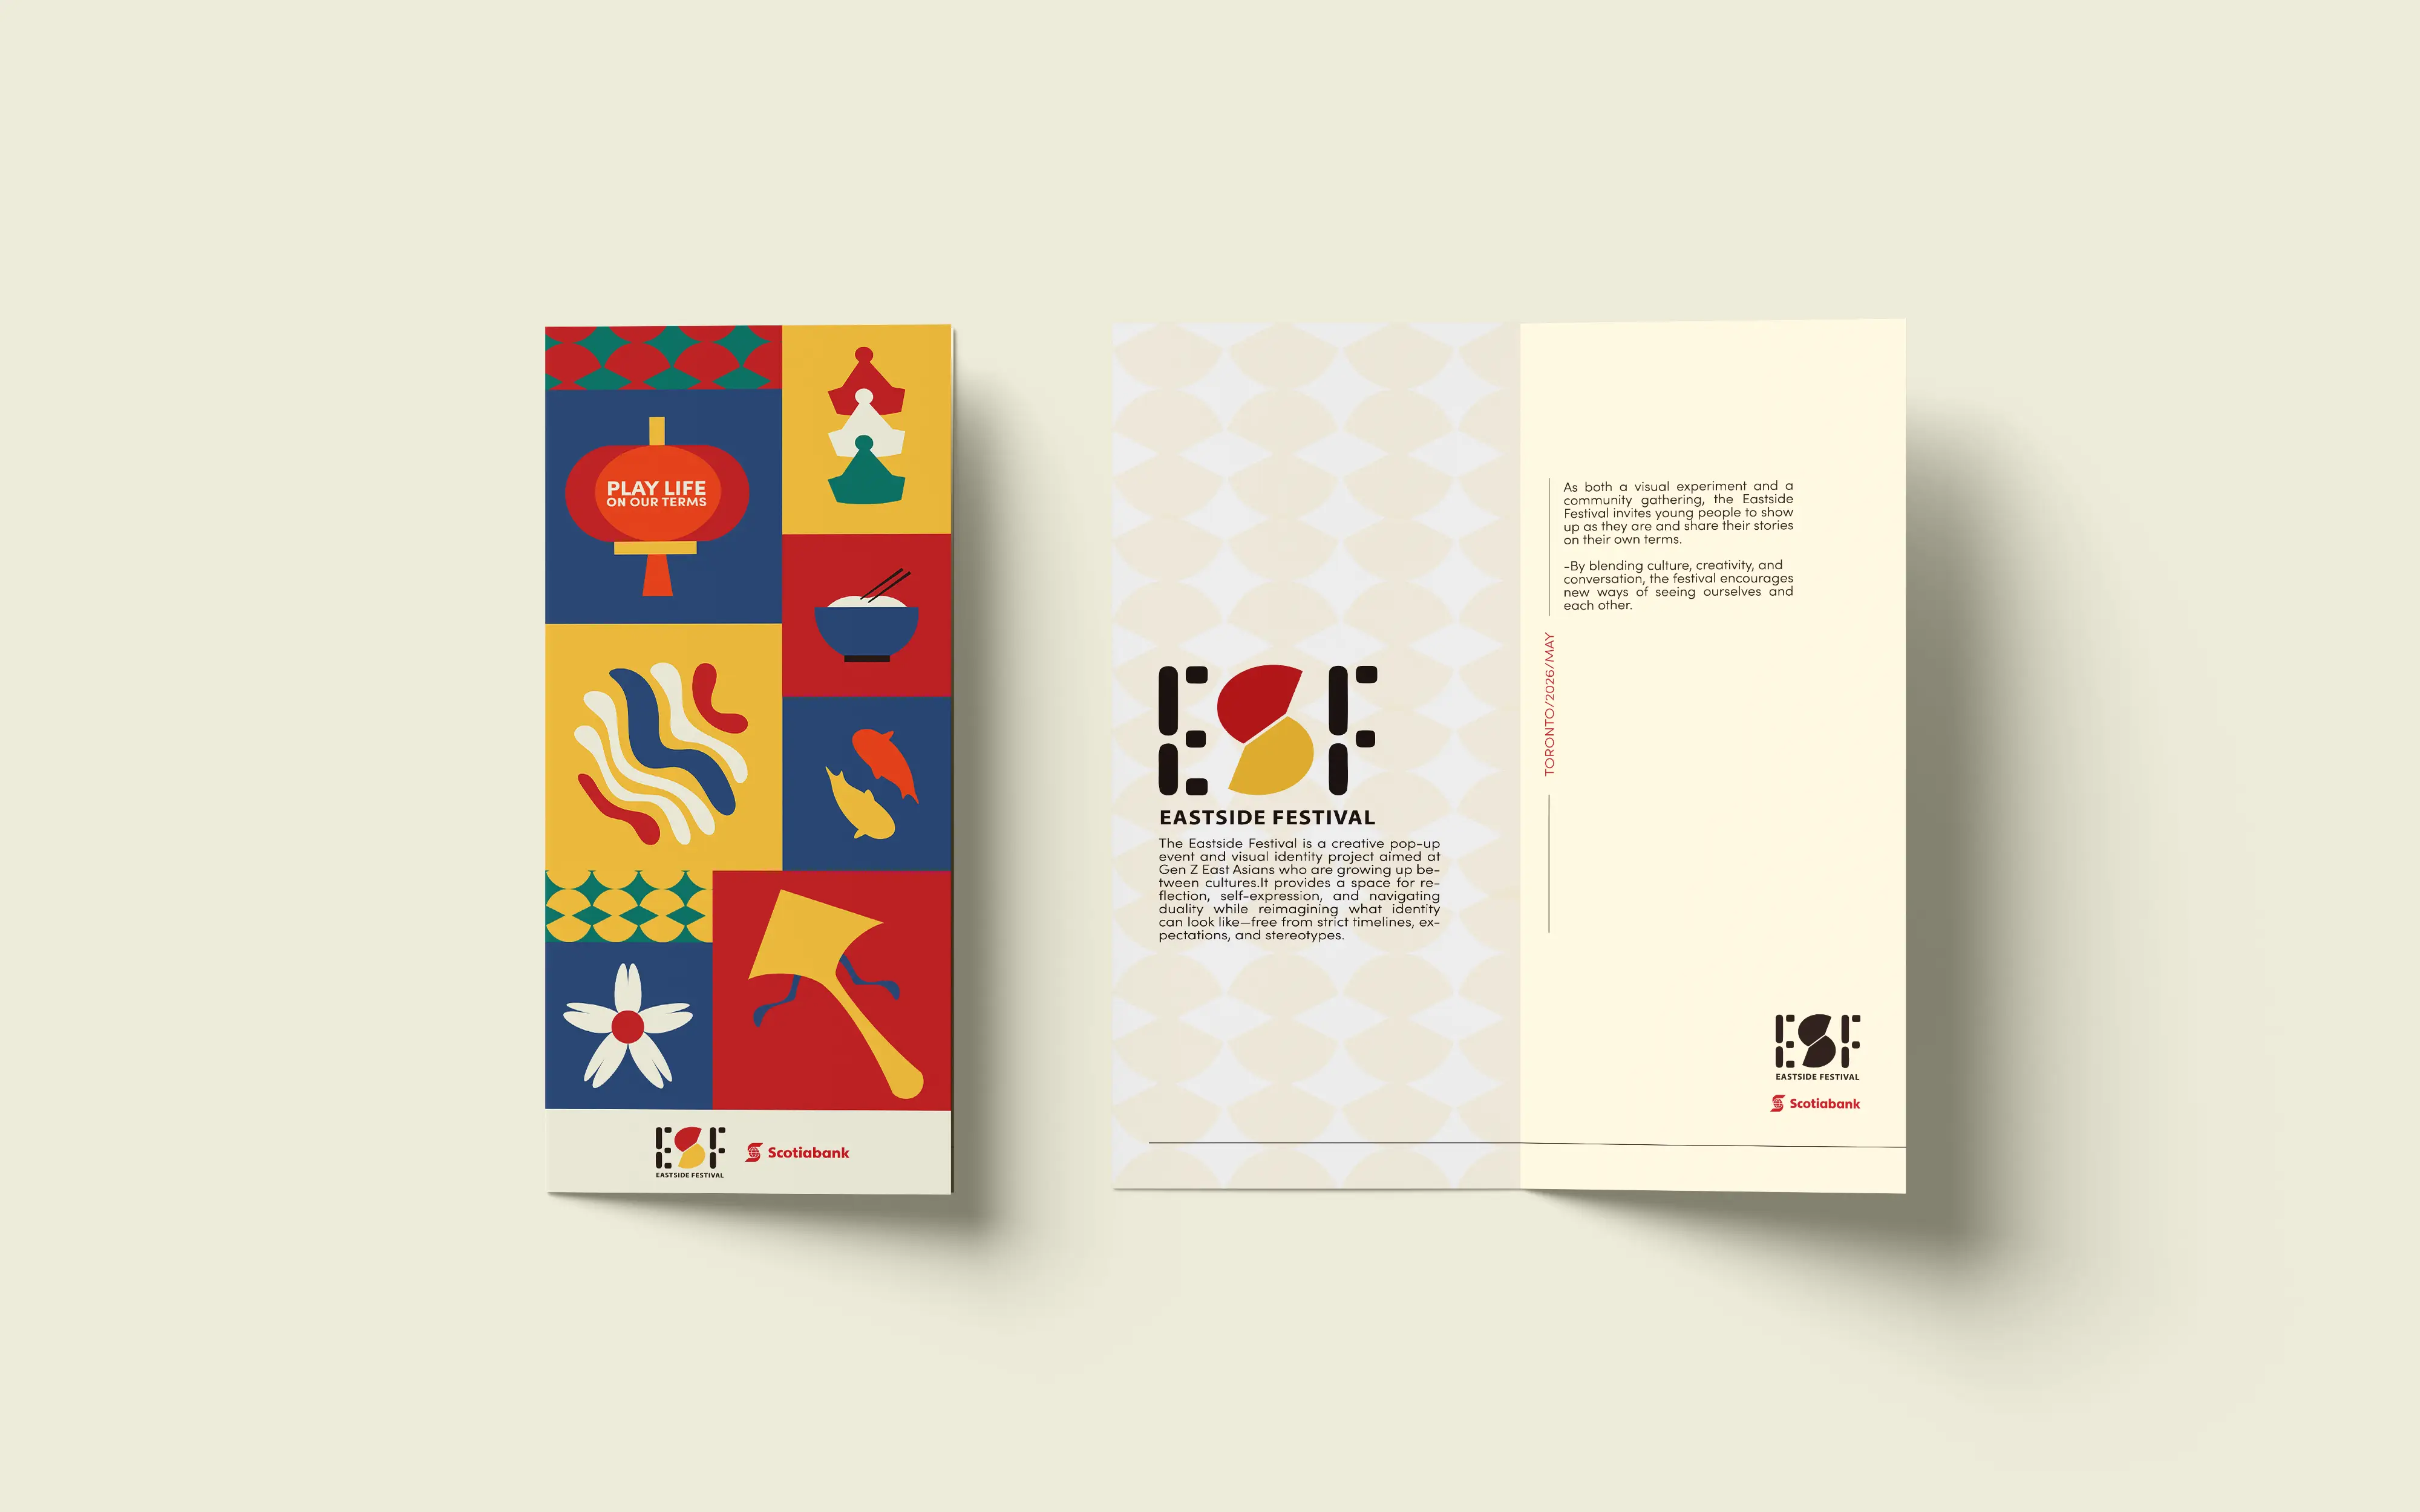 PLAY LIFE
ON OUR TERMS
ESF
EASTSIDE FESTIVAL
Scotiabank
ESF
EASTSIDE FESTIVAL
The Eastside Festival is a creative pop-up
event and visual identity project aimed at
Gen Z East Asians who are growing up be-
tween cultures.It provides a space for re-
flection, self-expression, and navigating
duality while reimagining what identity
can look like—free from strict timelines, ex-
pectations, and stereotypes.
As both a visual experiment and a
community gathering, the Eastside
Festival invites young people to show
up as they are and share their stories
on their own terms.
-By blending culture, creativity, and
conversation, the festival encourages
new ways of seeing ourselves and
each other.
TORONTO/2026/MAY
ESF
EASTSIDE FESTIVAL
Scotiabank